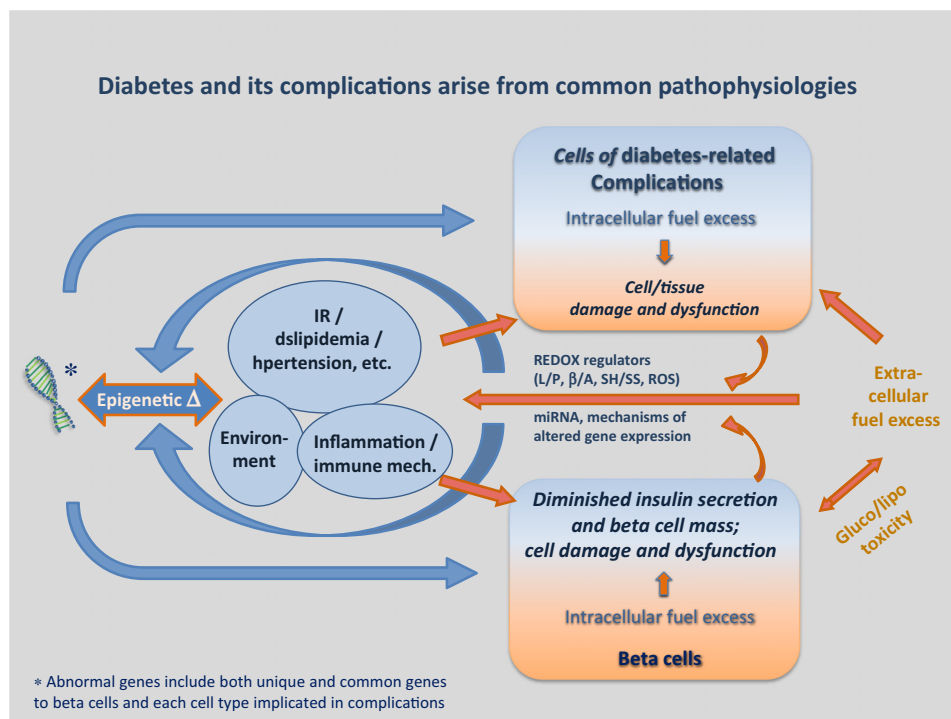 Diabetes and its complications arise from common pathophysiologies
Cells of diabetes-related
Complications
Intracellular fuel excess
Cell/tissue
damage and dysfunction
IR /
dslipidemia /
hpertension, etc.
*
Epigenetic Δ
Environ-
ment
Inflammation /
immune mech.
REDOX regulators
(L/P, β/A, SH/SS, ROS)
miRNA, mechanisms of
altered gene expression
Extra-
cellular
fuel excess
Gluco/lipo
toxicity
Diminished insulin secretion
and beta cell mass;
cell damage and dysfunction
Intracellular fuel excess
Beta cells
* Abnormal genes include both unique and common genes
to beta cells and each cell type implicated in complications